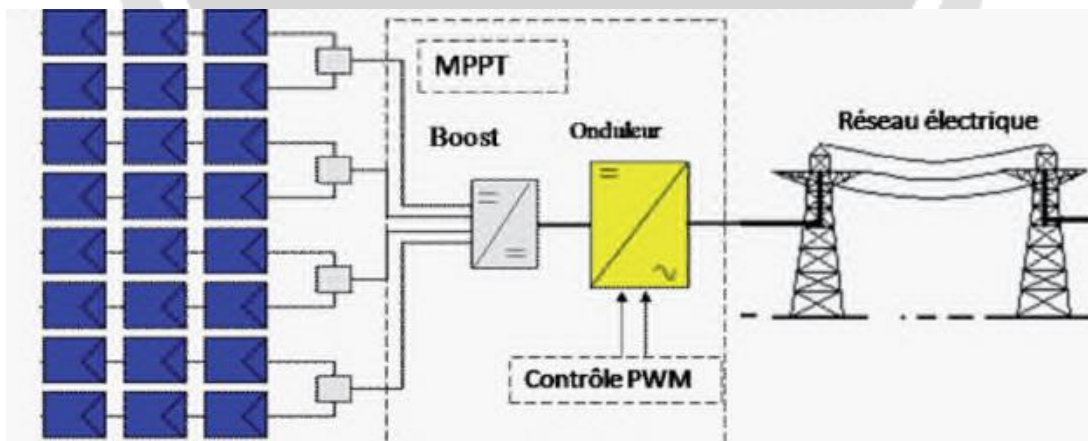 MPPT
Boost
Onduleur
Réseau électrique
Contrôle PWM